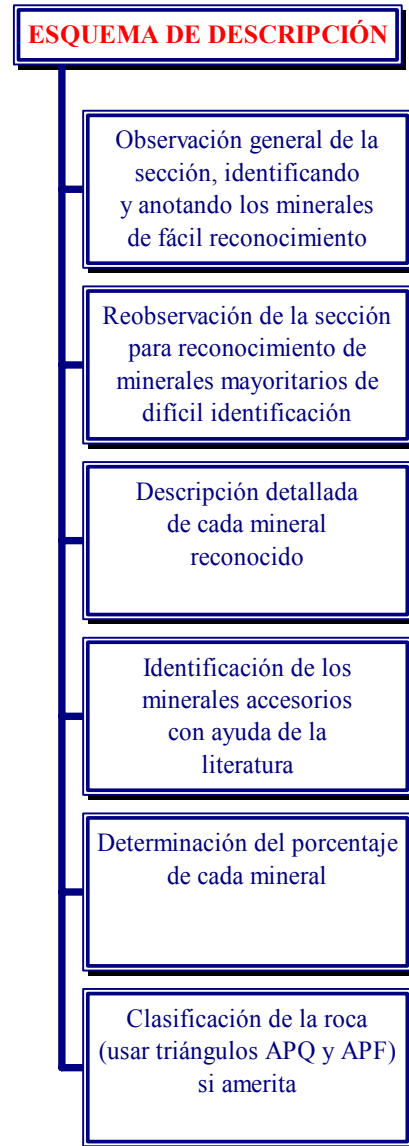 ESQUEMA DE DESCRIPCIÓN
Observación general de la
sección, identificando
y anotando los minerales
de fácil reconocimiento
Reobservación de la sección
para reconocimiento de
minerales mayoritarios de
difícil identificación
Descripción detallada
de cada mineral
reconocido
Identificación de los
minerales accesorios
con ayuda de la
literatura
Determinación del porcentaje
de cada mineral
Clasificación de la roca
(usar triángulos APQ y APF)
si amerita